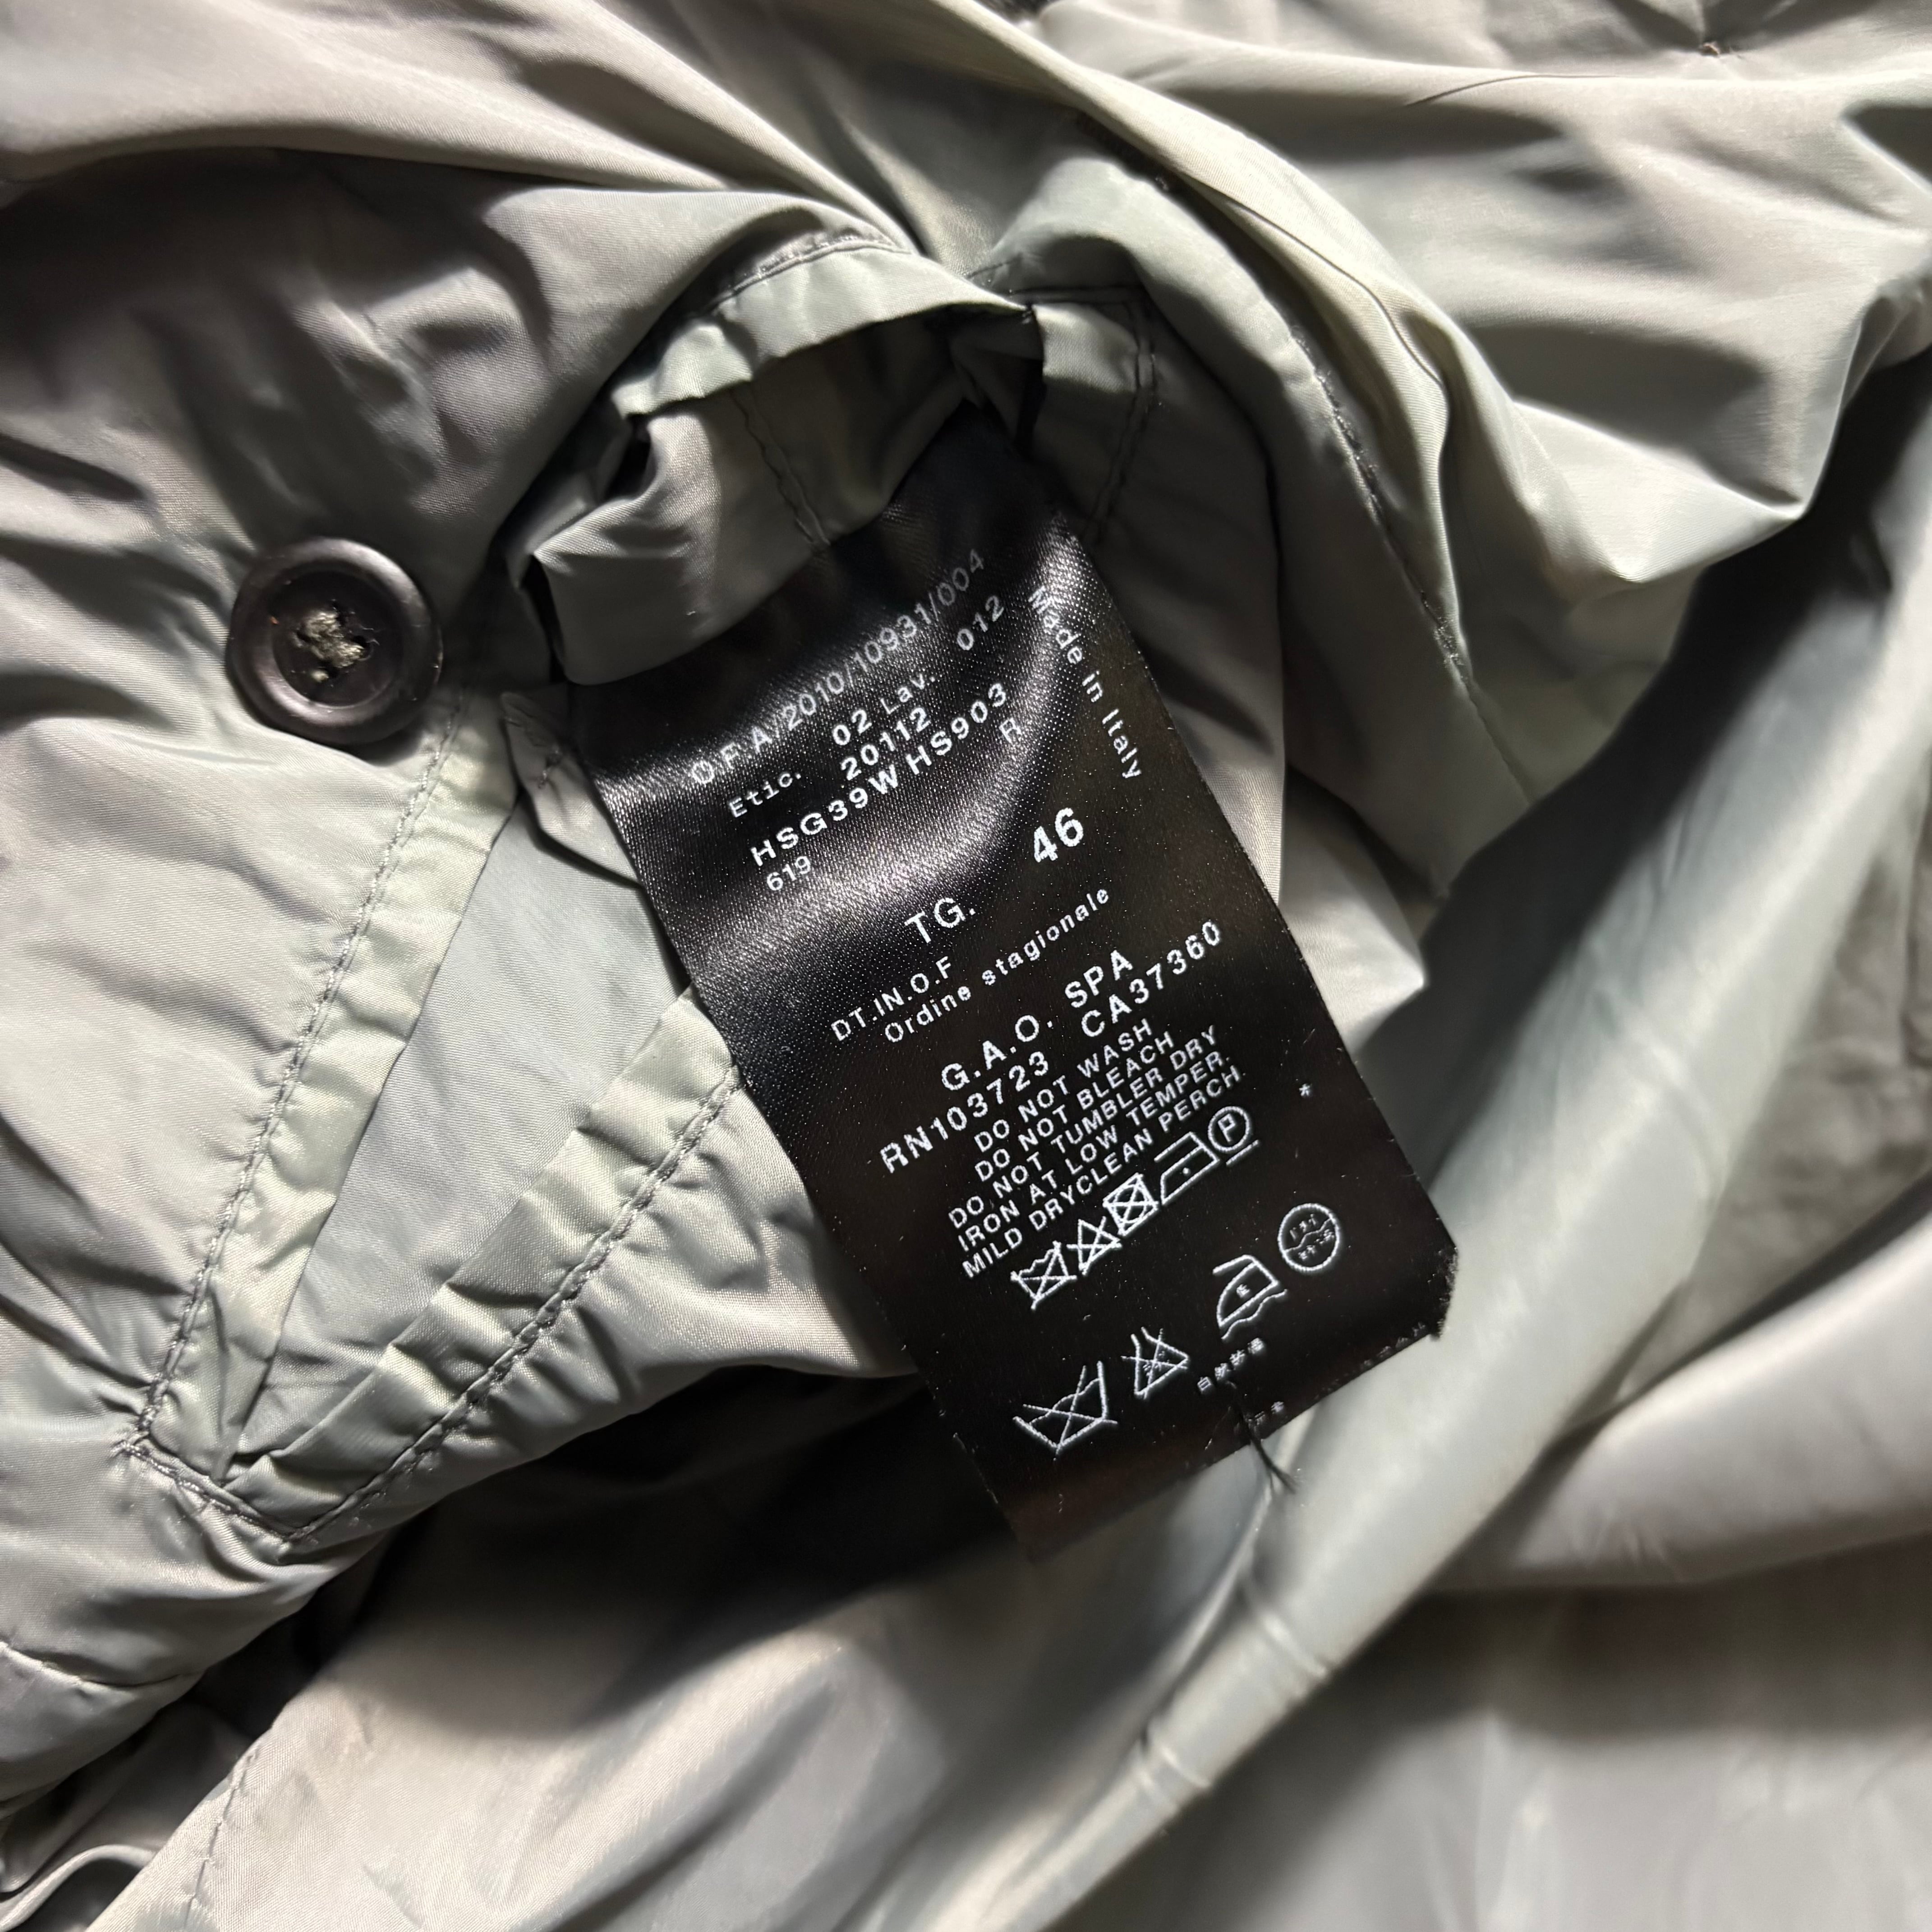 O.F.A/2010/10931/004
Etic. 02 Lav. 012
20112
HSG39W HS903
619 R
Made in Italy
TG. 46
DT.IN.O.F
Ordine stagionale
G.A.O. SPA
RN103723 CA37360
DO NOT WASH
DO NOT BLEACH
DO NOT TUMBLER DRY
IRON AT LOW TEMPER.
MILD DRYCLEAN PERCH.
P